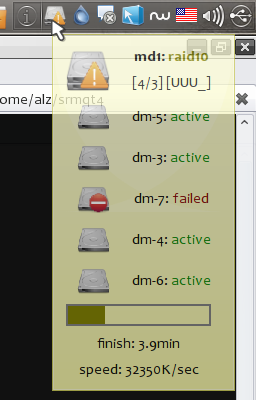 md1: raid10
[4/3] [UUU_]
ome/alz/srmgt4
dm-5: active
dm-3: active
dm-7: failed
dm-4: active
dm-6: active
finish: 3.9min
speed: 32350K/sec